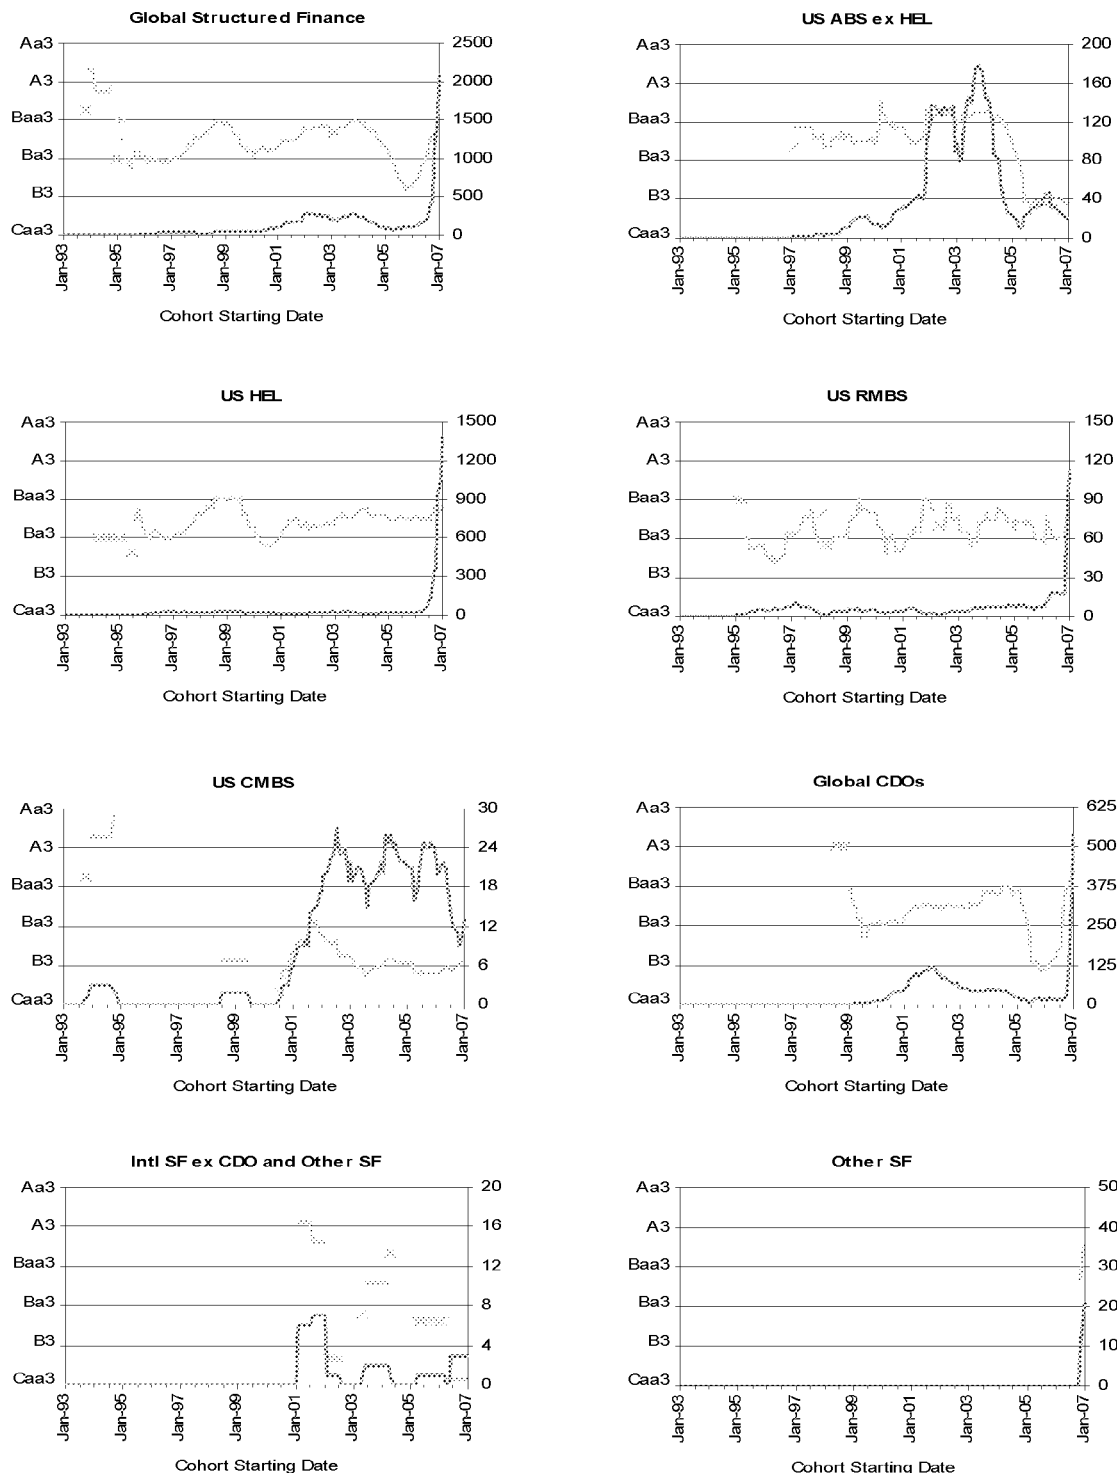 Global Structured Finance
Aa3
A3
Baa3
Ba3
B3
Caa3
2500
2000
1500
1000
500
0
Jan-93
Jan-95
Jan-97
Jan-99
Jan-01
Jan-03
Jan-05
Jan-07
Cohort Starting Date
US ABS ex HEL
Aa3
A3
Baa3
Ba3
B3
Caa3
200
160
120
80
40
0
Jan-93
Jan-95
Jan-97
Jan-99
Jan-01
Jan-03
Jan-05
Jan-07
Cohort Starting Date
US HEL
Aa3
A3
Baa3
Ba3
B3
Caa3
1500
1200
900
600
300
0
Jan-93
Jan-95
Jan-97
Jan-99
Jan-01
Jan-03
Jan-05
Jan-07
Cohort Starting Date
US RMBS
Aa3
A3
Baa3
Ba3
B3
Caa3
150
120
90
60
30
0
Jan-93
Jan-95
Jan-97
Jan-99
Jan-01
Jan-03
Jan-05
Jan-07
Cohort Starting Date
US CMBS
Aa3
A3
Baa3
Ba3
B3
Caa3
30
24
18
12
6
0
Jan-93
Jan-95
Jan-97
Jan-99
Jan-01
Jan-03
Jan-05
Jan-07
Cohort Starting Date
Global CDOs
Aa3
A3
Baa3
Ba3
B3
Caa3
625
500
375
250
125
0
Jan-93
Jan-95
Jan-97
Jan-99
Jan-01
Jan-03
Jan-05
Jan-07
Cohort Starting Date
Intl SF ex CDO and Other SF
Aa3
A3
Baa3
Ba3
B3
Caa3
20
16
12
8
4
0
Jan-93
Jan-95
Jan-97
Jan-99
Jan-01
Jan-03
Jan-05
Jan-07
Cohort Starting Date
Other SF
Aa3
A3
Baa3
Ba3
B3
Caa3
50
40
30
20
10
0
Jan-93
Jan-95
Jan-97
Jan-99
Jan-01
Jan-03
Jan-05
Jan-07
Cohort Starting Date